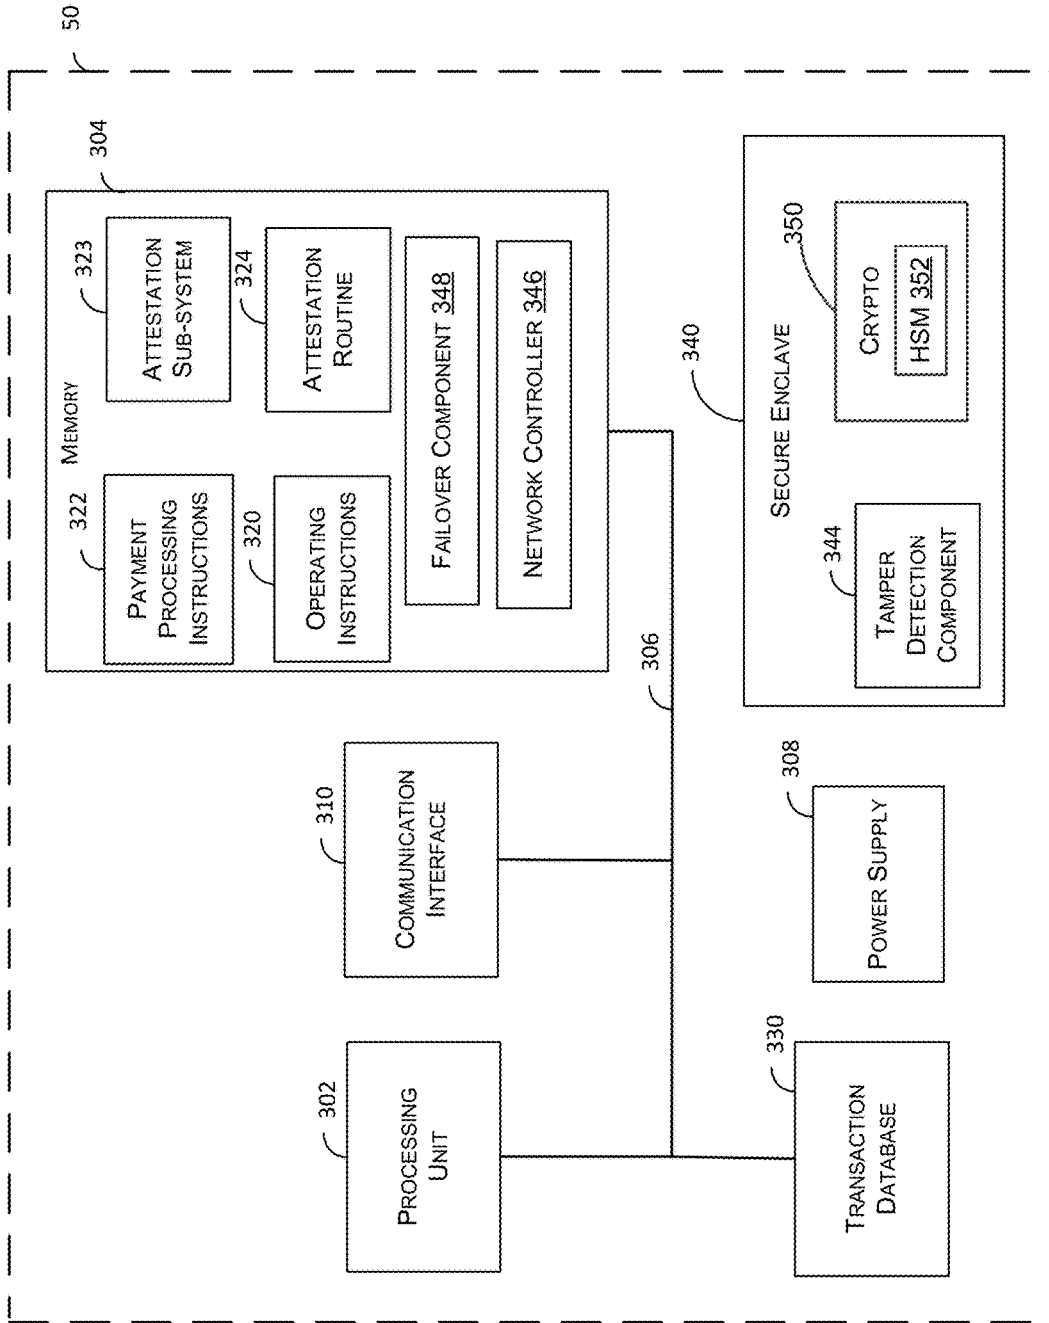 50
304
MEMORY
322
PAYMENT
PROCESSING
INSTRUCTIONS
323
ATTESTATION
SUB-SYSTEM
320
OPERATING
INSTRUCTIONS
324
ATTESTATION
ROUTINE
FAILOVER COMPONENT 348
NETWORK CONTROLLER 346
302
PROCESSING
UNIT
310
COMMUNICATION
INTERFACE
306
330
TRANSACTION
DATABASE
308
POWER SUPPLY
340
SECURE ENCLAVE
344
TAMPER
DETECTION
COMPONENT
350
CRYPTO
HSM 352